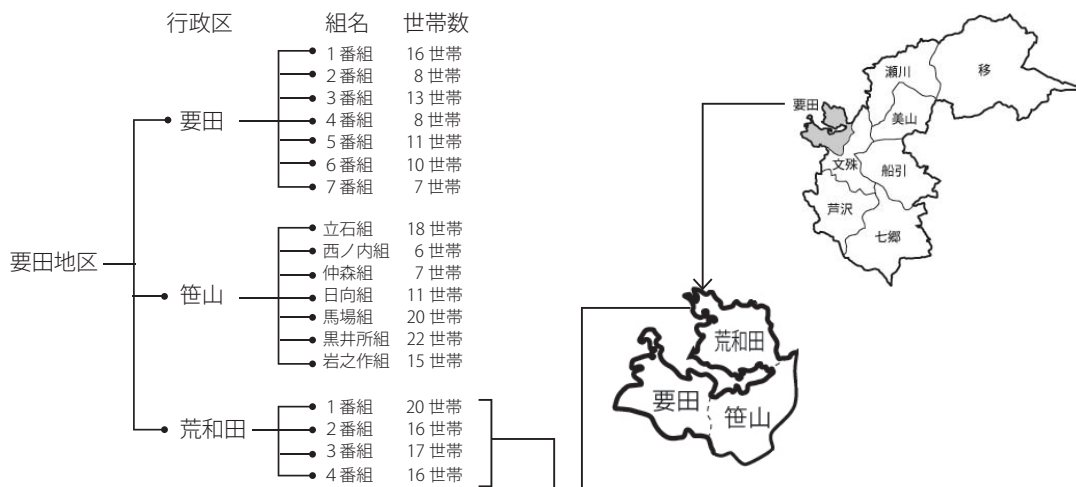 行政区 組名 世帯数
要田地区
要田
1番組 16世帯
2番組 8世帯
3番組 13世帯
4番組 8世帯
5番組 11世帯
6番組 10世帯
7番組 7世帯
笹山
立石組 18世帯
西ノ内組 6世帯
仲森組 7世帯
日向組 11世帯
馬場組 20世帯
黒井所組 22世帯
岩之作組 15世帯
荒和田
1番組 20世帯
2番組 16世帯
3番組 17世帯
4番組 16世帯
瀬川
移
要田
美山
文殊
船引
芦沢
七郷
荒和田
要田
笹山